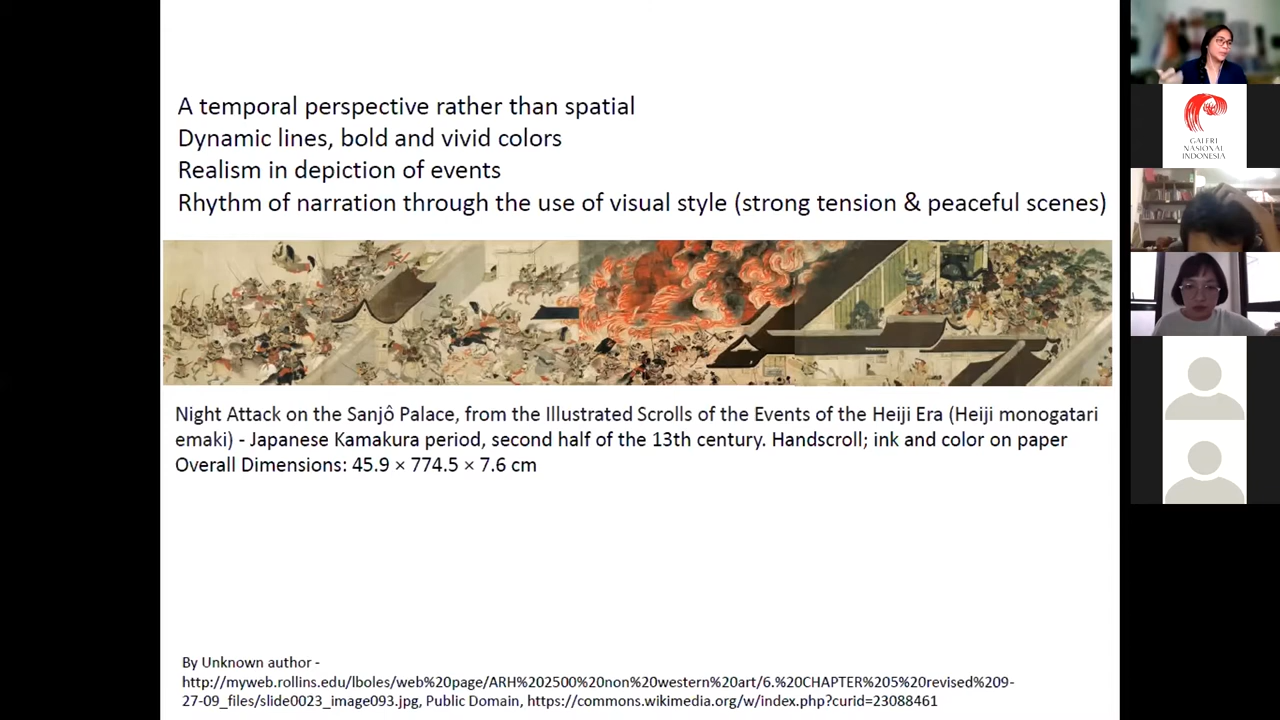 A temporal perspective rather than spatial
Dynamic lines, bold and vivid colors
Realism in depiction of events
Rhythm of narration through the use of visual style (strong tension & peaceful scenes)
Night Attack on the Sanjô Palace, from the Illustrated Scrolls of the Events of the Heiji Era (Heiji monogatari
emaki) - Japanese Kamakura period, second half of the 13th century. Handscroll; ink and color on paper
Overall Dimensions: 45.9 × 774.5 × 7.6 cm
By Unknown author -
http://myweb.rollins.edu/lboles/web%20page/ARH%202500%20non%20western%20art/6.%20CHAPTER%205%20revised%209-
27-09_files/slide0023_image093.jpg, Public Domain, https://commons.wikimedia.org/w/index.php?curid=23088461
GALERI
NASIONAL
INDONESIA